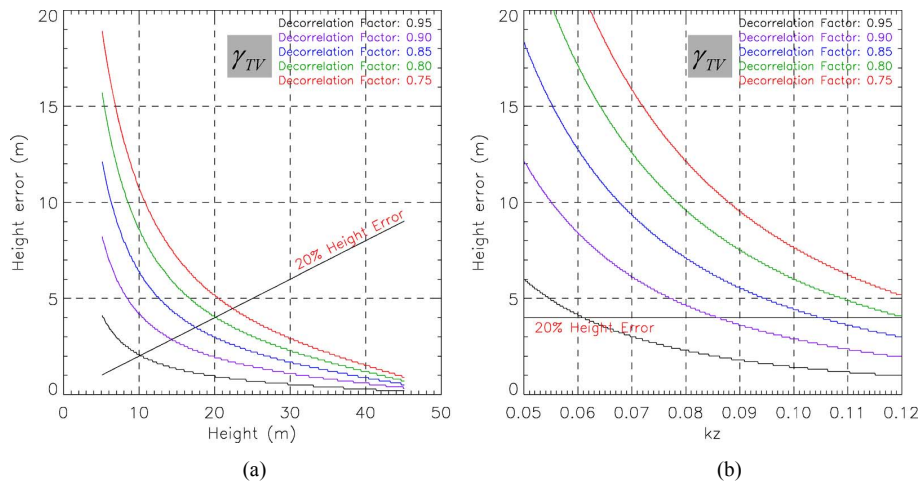 20
15
10
5
0
Height error (m)
Decorrelation Factor: 0.95
Decorrelation Factor: 0.90
Decorrelation Factor: 0.85
Decorrelation Factor: 0.80
Decorrelation Factor: 0.75
γTV
20% Height Error
0 10 20 30 40 50
Height (m)
(a)
20
15
10
5
0
Height error (m)
Decorrelation Factor: 0.95
Decorrelation Factor: 0.90
Decorrelation Factor: 0.85
Decorrelation Factor: 0.80
Decorrelation Factor: 0.75
γTV
20% Height Error
0.05 0.06 0.07 0.08 0.09 0.10 0.11 0.12
kz
(b)